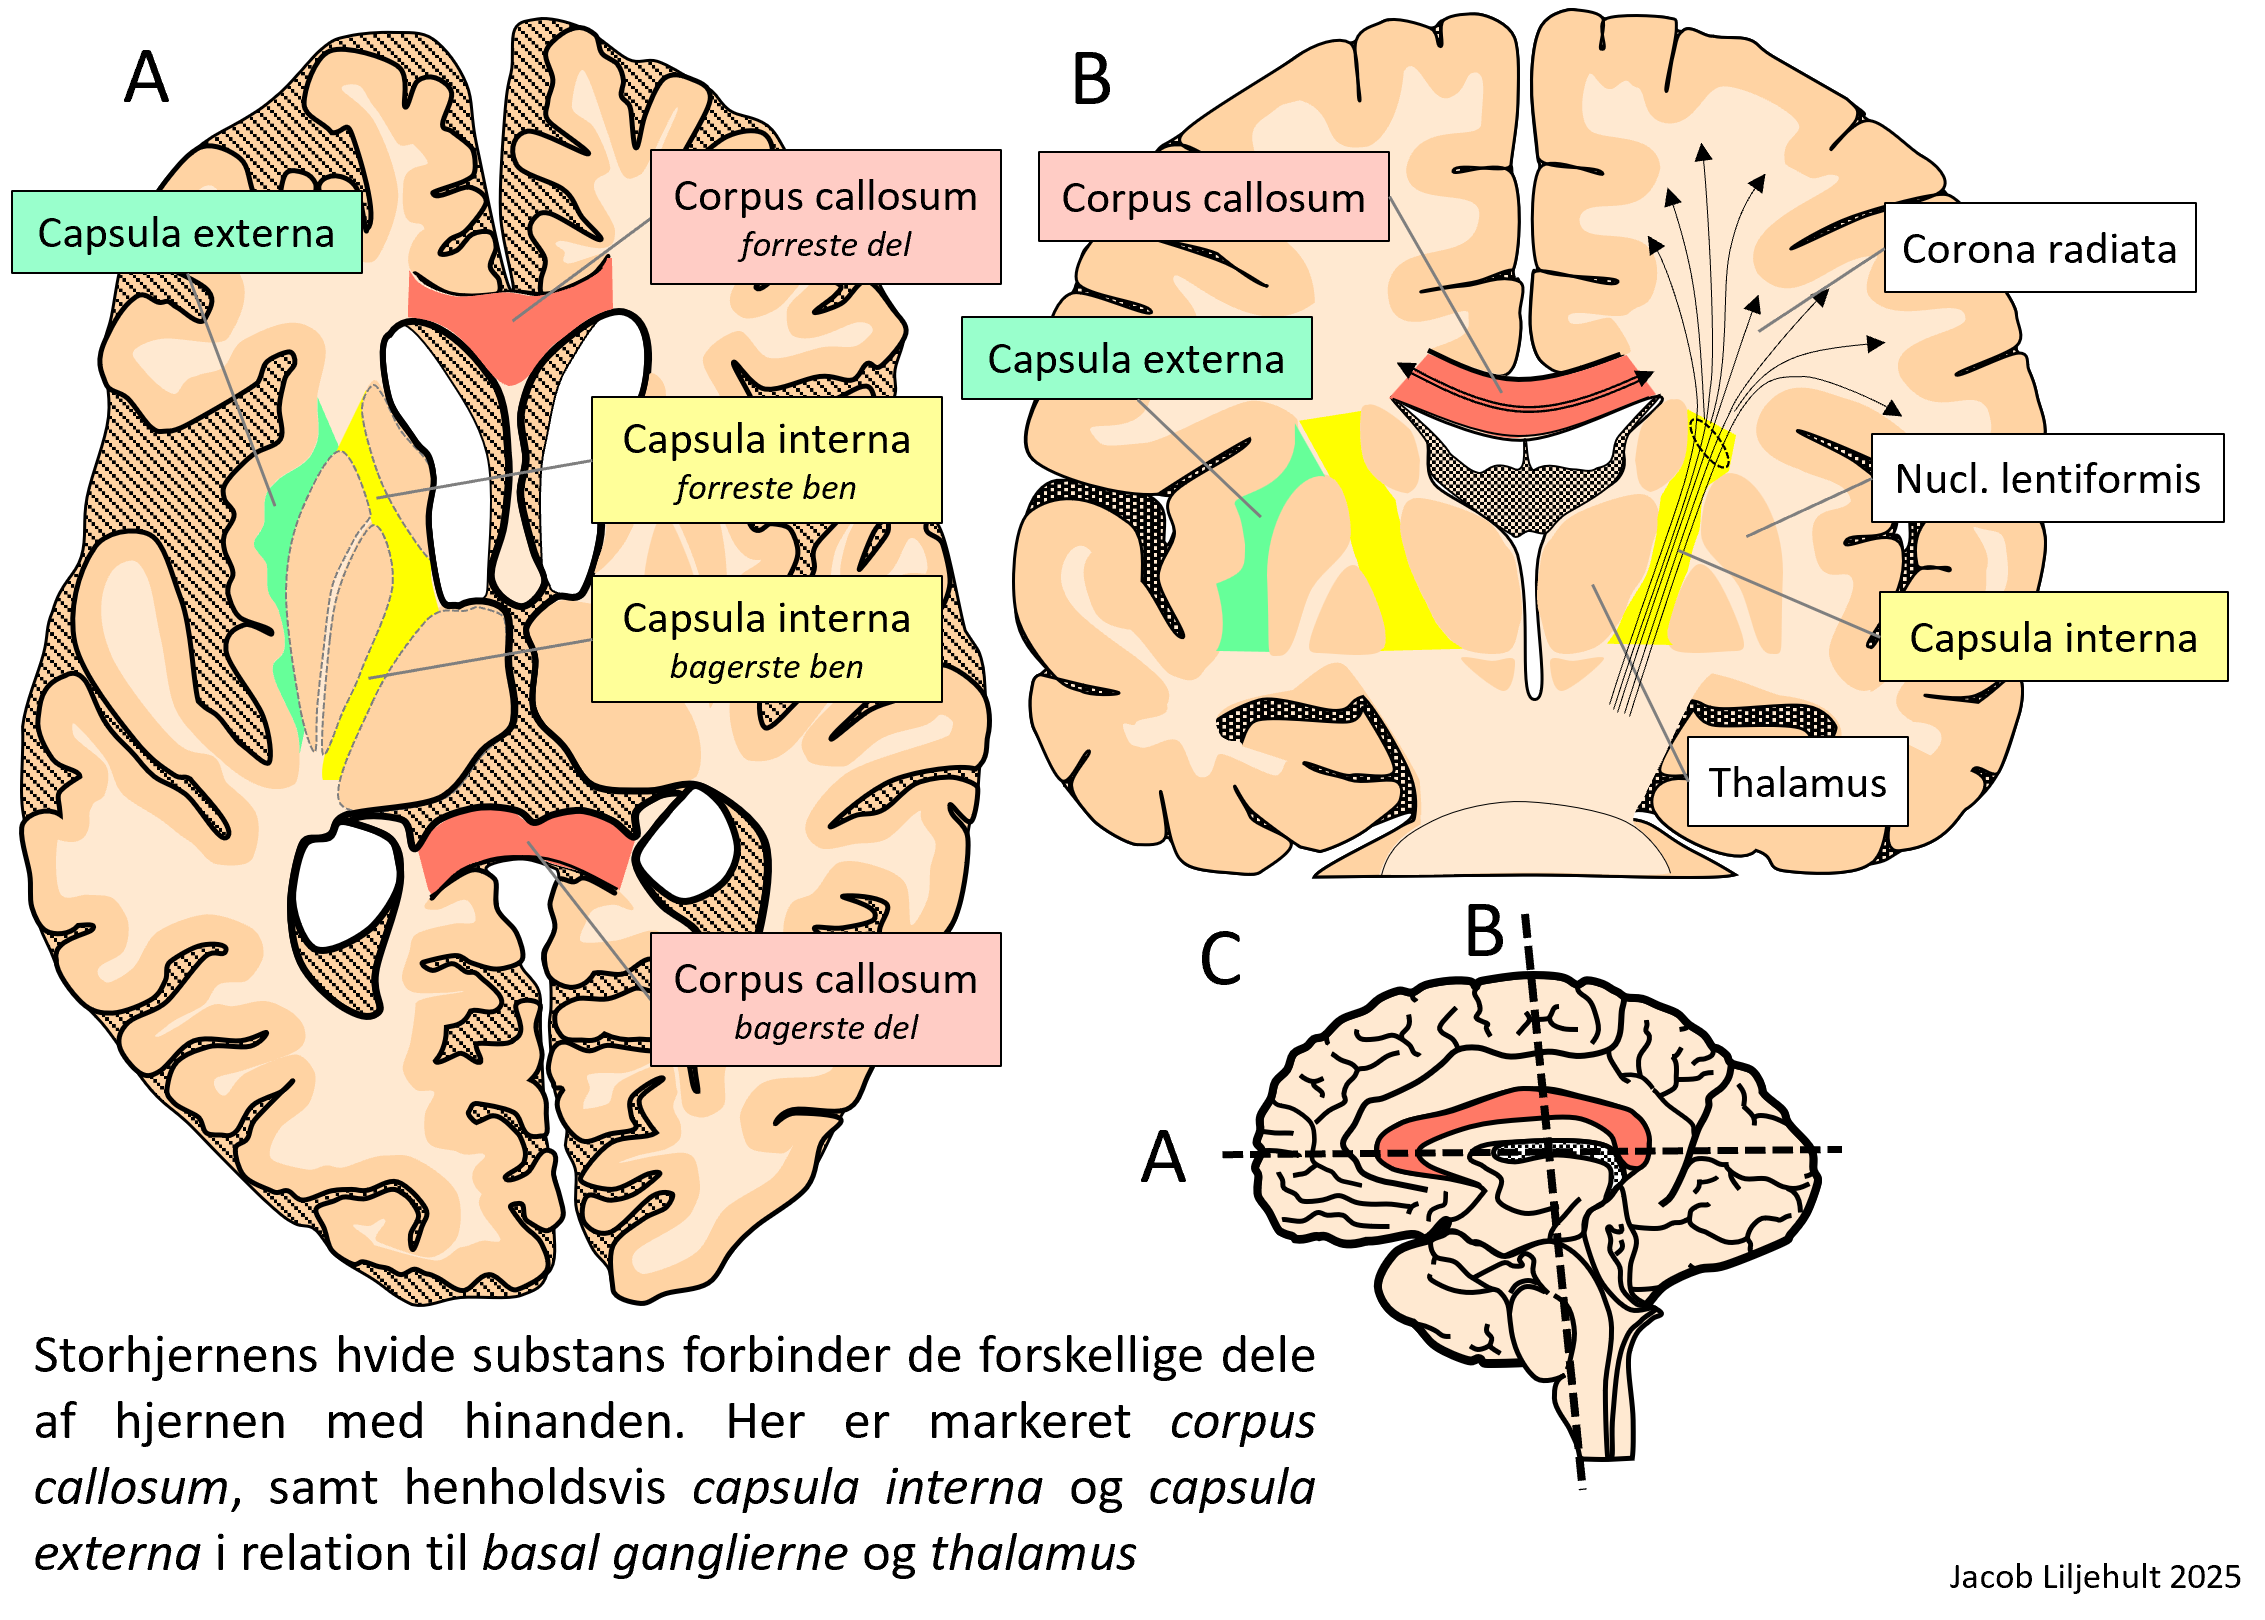 A
Capsula externa
Corpus callosum
forreste del
Capsula interna
forreste ben
Capsula interna
bagerste ben
Corpus callosum
bagerste del
B
Corpus callosum
Capsula externa
Corona radiata
Nucl. lentiformis
Capsula interna
Thalamus
C
B
A
Storhjernens hvide substans forbinder de forskellige dele
af hjernen med hinanden. Her er markeret corpus
callosum, samt henholdsvis capsula interna og capsula
externa i relation til basal ganglierne og thalamus
Jacob Liljehult 2025